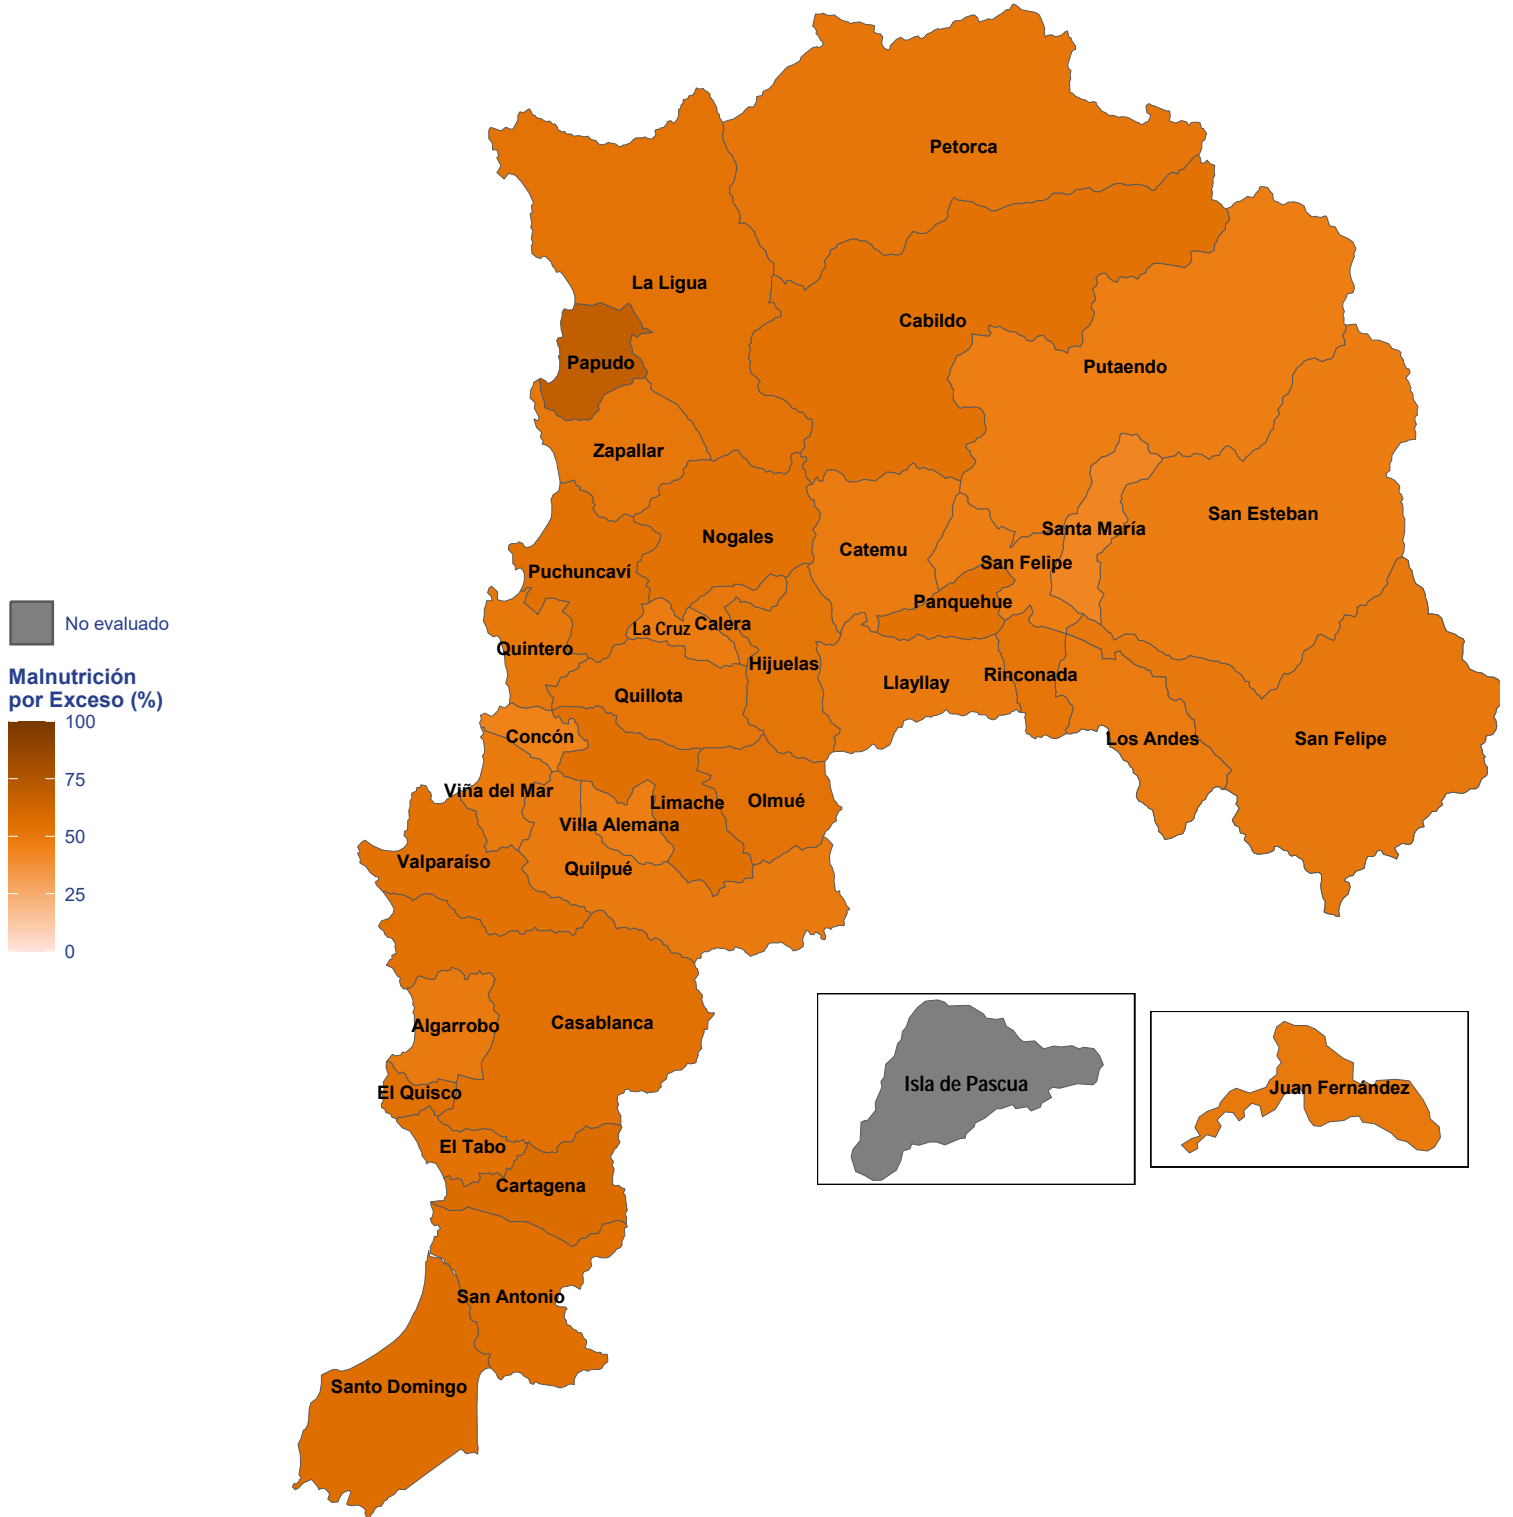 Petorca
La Ligua
Cabildo
Papudo
Putaendo
Zapallar
San Esteban
Santa María
Nogales
Catemu
San Felipe
Puchuncaví
Panquehue
La Cruz
Calera
Quintero
Hijuelas
Rinconada
Llayllay
Quillota
Concón
Los Andes
San Felipe
Viña del Mar
Limache
Olmué
Villa Alemana
Valparaíso
Quilpué
No evaluado
Malnutrición
por Exceso (%)
100
75
50
25
0
Algarrobo
Casablanca
El Quisco
El Tabo
Cartagena
San Antonio
Santo Domingo
Isla de Pascua
Juan Fernández